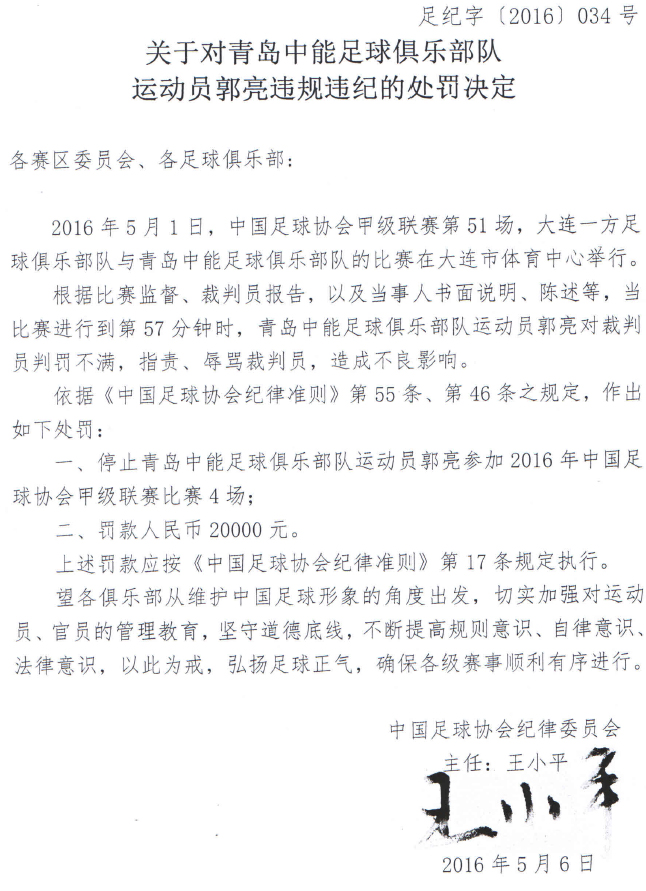 足纪字〔2016〕034 号
关于对青岛中能足球俱乐部队
运动员郭亮违规违纪的处罚决定
各赛区委员会、各足球俱乐部：
2016 年 5 月 1 日，中国足球协会甲级联赛第 51 场，大连一方足
球俱乐部队与青岛中能足球俱乐部队的比赛在大连市体育中心举行。
根据比赛监督、裁判员报告，以及当事人书面说明、陈述等，当
比赛进行到第 57 分钟时，青岛中能足球俱乐部队运动员郭亮对裁判
员判罚不满，指责、辱骂裁判员，造成不良影响。
依据《中国足球协会纪律准则》第 55 条、第 46 条之规定，作出
如下处罚：
一、停止青岛中能足球俱乐部队运动员郭亮参加 2016 年中国足
球协会甲级联赛比赛 4 场；
二、罚款人民币 20000 元。
上述罚款应按《中国足球协会纪律准则》第 17 条规定执行。
望各俱乐部从维护中国足球形象的角度出发，切实加强对运动
员、官员的管理教育，坚守道德底线，不断提高规则意识、自律意识、
法律意识，以此为戒，弘扬足球正气，确保各级赛事顺利有序进行。
中国足球协会纪律委员会
主任：王小平
王小平
2016 年 5 月 6 日